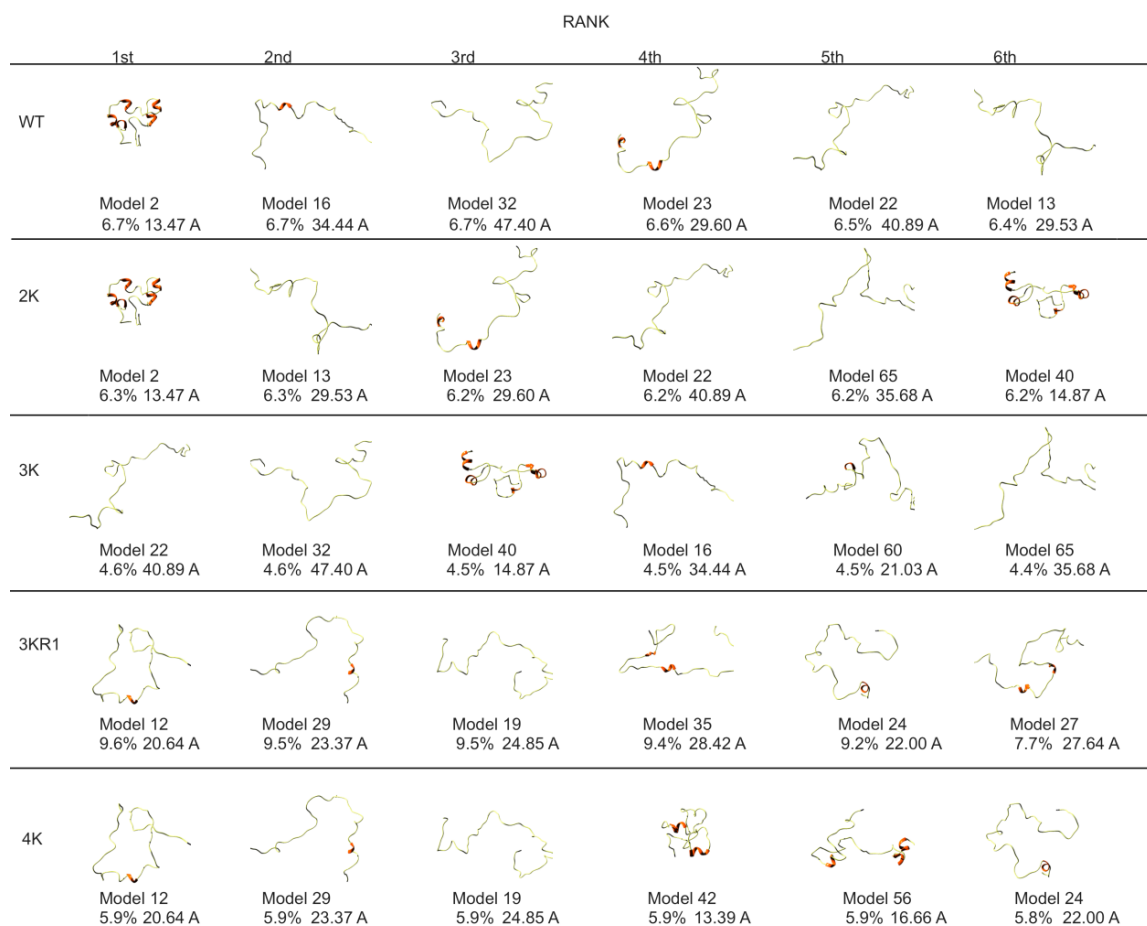 RANK
1st 2nd 3rd 4th 5th 6th
WT
Model 2 Model 16 Model 32 Model 23 Model 22 Model 13
6.7% 13.47 A 6.7% 34.44 A 6.7% 47.40 A 6.6% 29.60 A 6.5% 40.89 A 6.4% 29.53 A
2K
Model 2 Model 13 Model 23 Model 22 Model 65 Model 40
6.3% 13.47 A 6.3% 29.53 A 6.2% 29.60 A 6.2% 40.89 A 6.2% 35.68 A 6.2% 14.87 A
3K
Model 22 Model 32 Model 40 Model 16 Model 60 Model 65
4.6% 40.89 A 4.6% 47.40 A 4.5% 14.87 A 4.5% 34.44 A 4.5% 21.03 A 4.4% 35.68 A
3KR1
Model 12 Model 29 Model 19 Model 35 Model 24 Model 27
9.6% 20.64 A 9.5% 23.37 A 9.5% 24.85 A 9.4% 28.42 A 9.2% 22.00 A 7.7% 27.64 A
4K
Model 12 Model 29 Model 19 Model 42 Model 56 Model 24
5.9% 20.64 A 5.9% 23.37 A 5.9% 24.85 A 5.9% 13.39 A 5.9% 16.66 A 5.8% 22.00 A